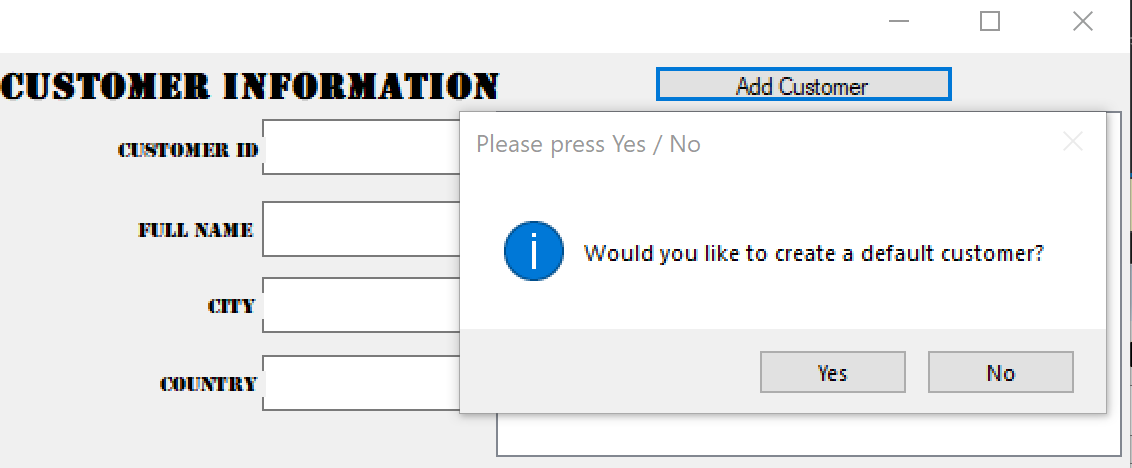 CUSTOMER INFORMATION
Add Customer
CUSTOMER ID
FULL NAME
CITY
COUNTRY
Please press Yes / No
Would you like to create a default customer?
Yes
No